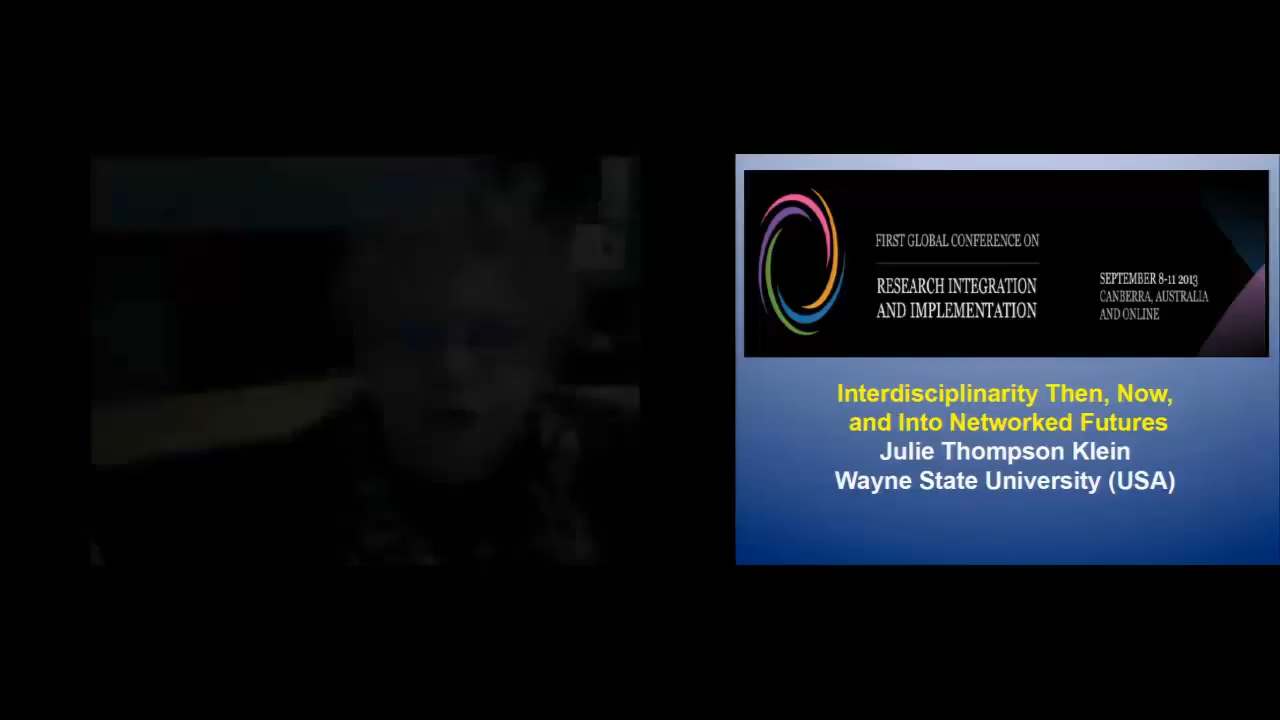 FIRST GLOBAL CONFERENCE ON
RESEARCH INTEGRATION
AND IMPLEMENTATION
SEPTEMBER 8-11 2013
CANBERRA, AUSTRALIA
AND ONLINE
Interdisciplinarity Then, Now,
and Into Networked Futures
Julie Thompson Klein
Wayne State University (USA)